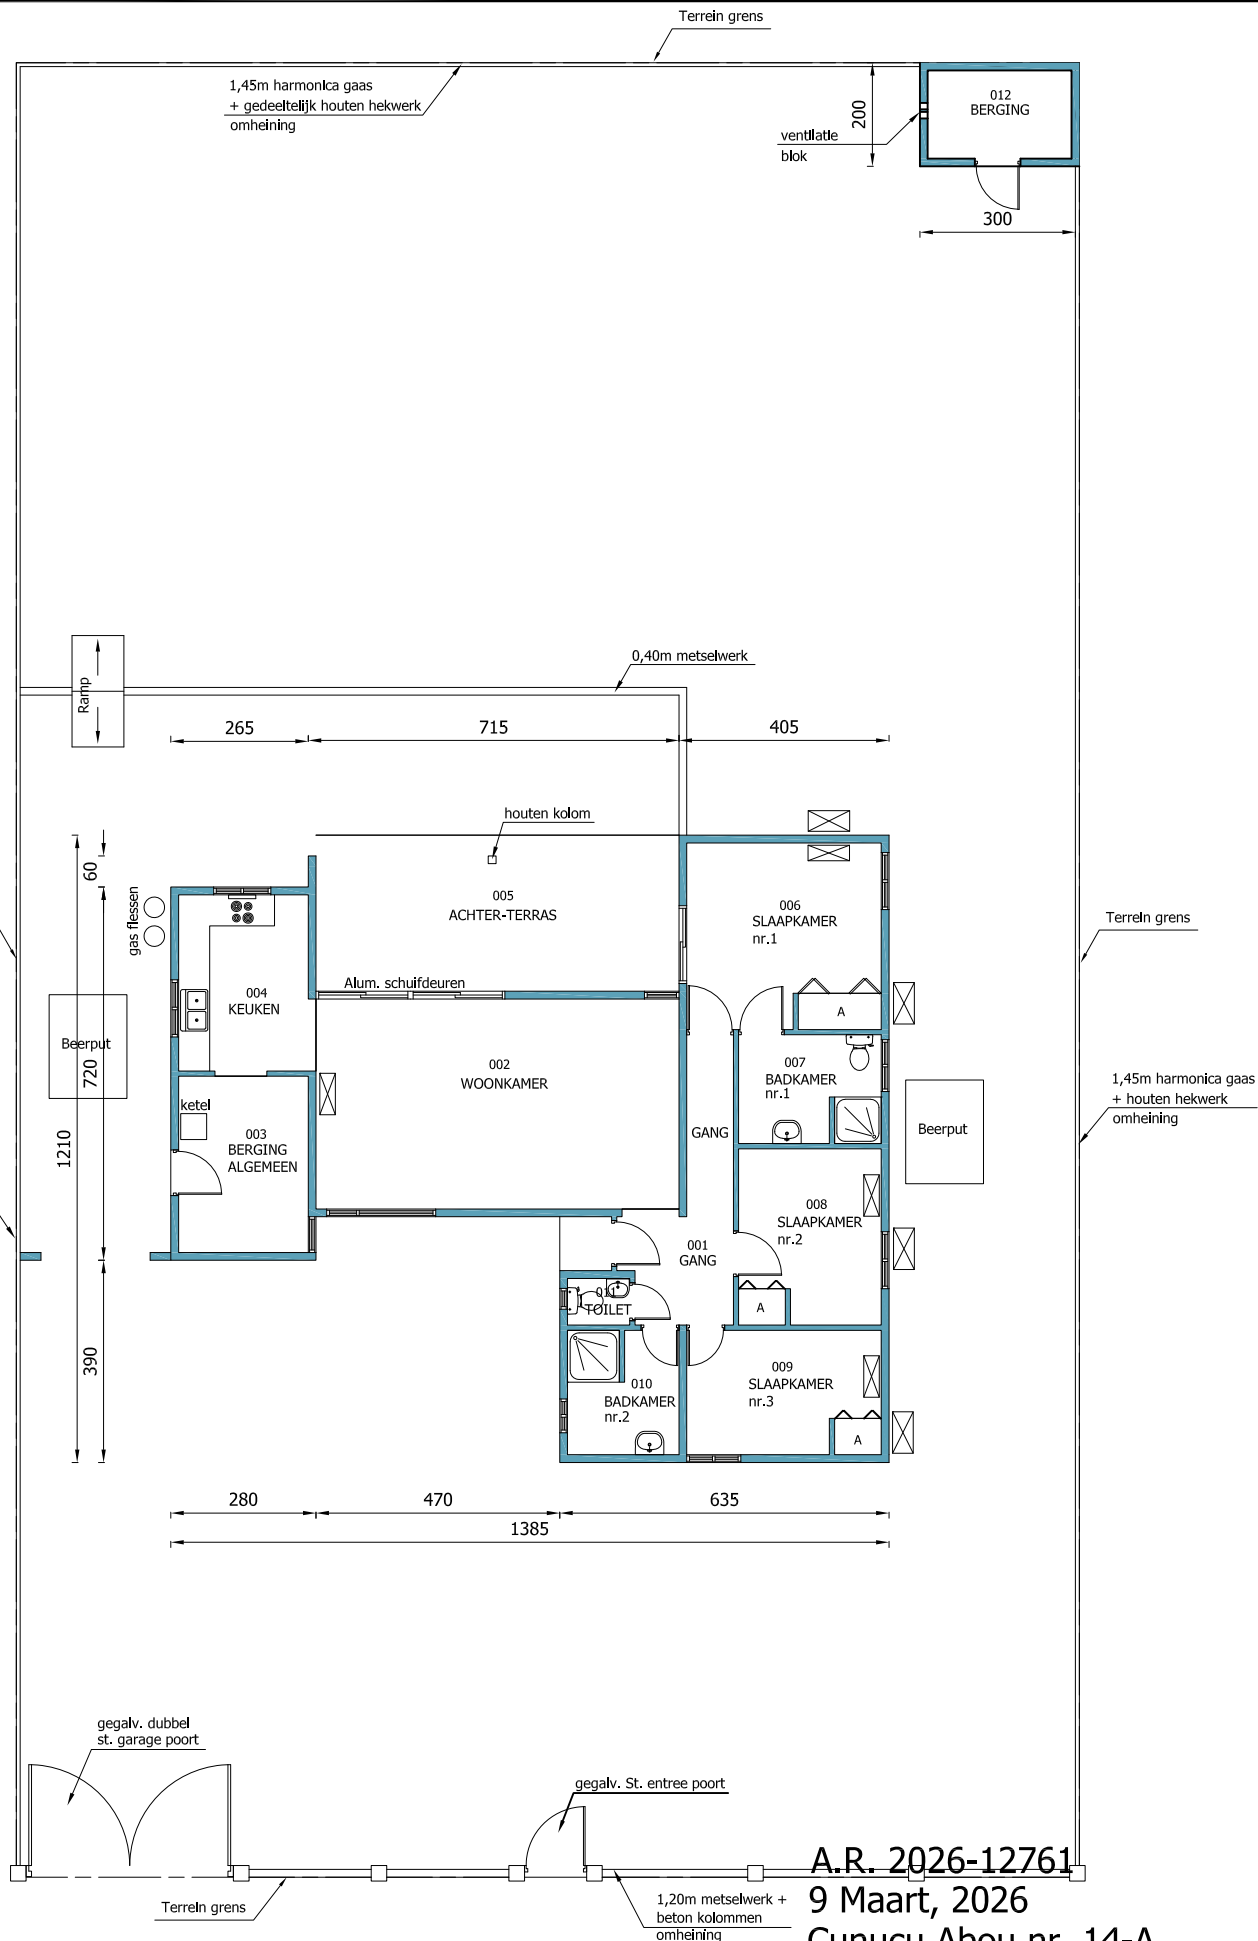 Terrein grens
1,45m harmonica gaas
+ gedeeltelijk houten hekwerk
omheining
012
BERGING
200
ventilatie
blok
300
0,40m metselwerk
Ramp
265
715
405
houten kolom
60
gas flessen
005
ACHTER-TERRAS
006
SLAAPKAMER
nr.1
Terrein grens
Alum. schuifdeuren
004
KEUKEN
A
Beerput
720
002
WOONKAMER
007
BADKAMER
nr.1
1,45m harmonica gaas
+ houten hekwerk
omheining
ketel
1210
003
BERGING
ALGEMEEN
GANG
Beerput
008
SLAAPKAMER
nr.2
001
GANG
011
TOILET
A
390
009
SLAAPKAMER
nr.3
010
BADKAMER
nr.2
A
280
470
635
1385
gegalv. dubbel
st. garage poort
gegalv. St. entree poort
Terrein grens
1,20m metselwerk +
beton kolommen
omheining
A.R. 2026-12761
9 Maart, 2026
Cunucu Abou nr. 14-A